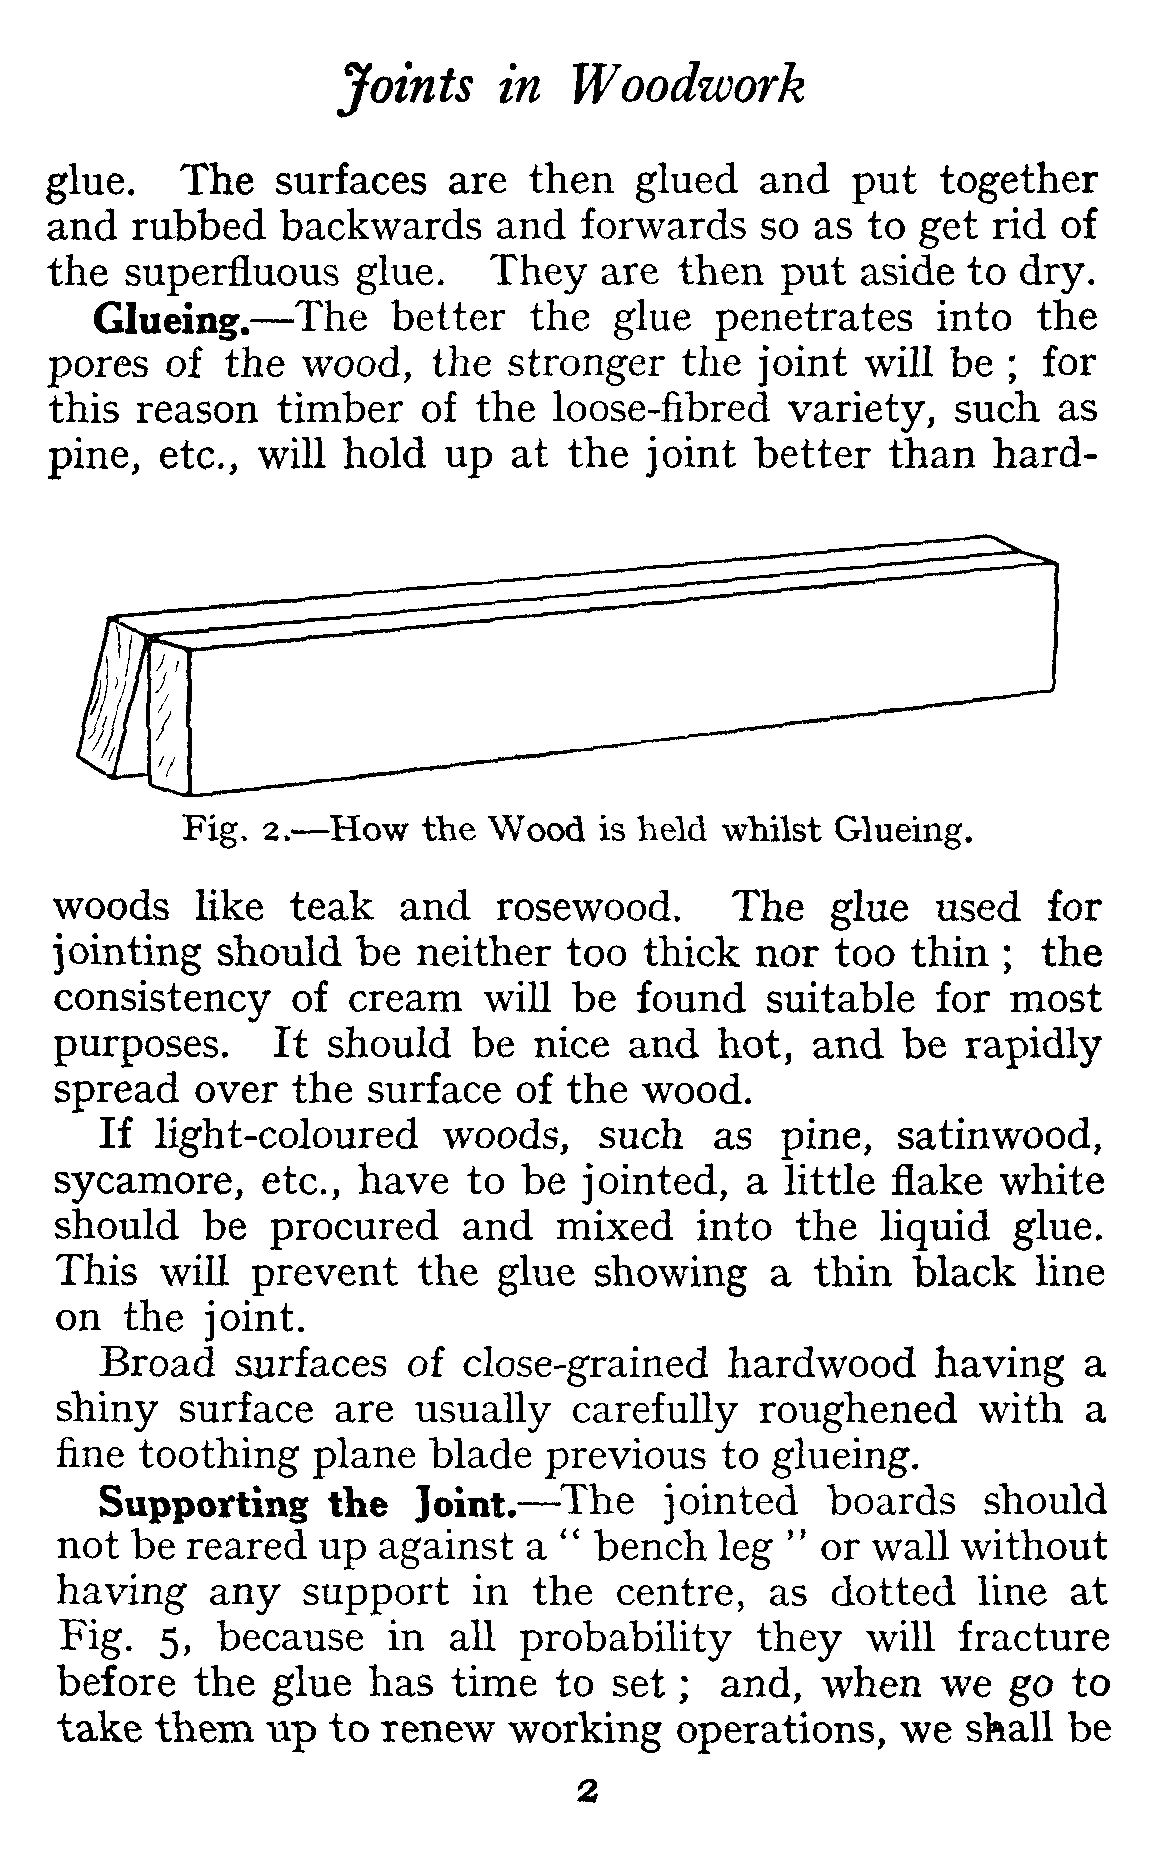 Joints in Woodwork
glue. The surfaces are then glued and put together
and rubbed backwards and forwards so as to get rid of
the superfluous glue. They are then put aside to dry.
Glueing.—The better the glue penetrates into the
pores of the wood, the stronger the joint will be ; for
this reason timber of the loose-fibred variety, such as
pine, etc., will hold up at the joint better than hard-
Fig. 2.—How the Wood is held whilst Glueing.
woods like teak and rosewood. The glue used for
jointing should be neither too thick nor too thin ; the
consistency of cream will be found suitable for most
purposes. It should be nice and hot, and be rapidly
spread over the surface of the wood.
If light-coloured woods, such as pine, satinwood,
sycamore, etc., have to be jointed, a little flake white
should be procured and mixed into the liquid glue.
This will prevent the glue showing a thin black line
on the joint.
Broad surfaces of close-grained hardwood having a
shiny surface are usually carefully roughened with a
fine toothing plane blade previous to glueing.
Supporting the Joint.—The jointed boards should
not be reared up against a “ bench leg ” or wall without
having any support in the centre, as dotted line at
Fig. 5, because in all probability they will fracture
before the glue has time to set ; and, when we go to
take them up to renew working operations, we shall be
2